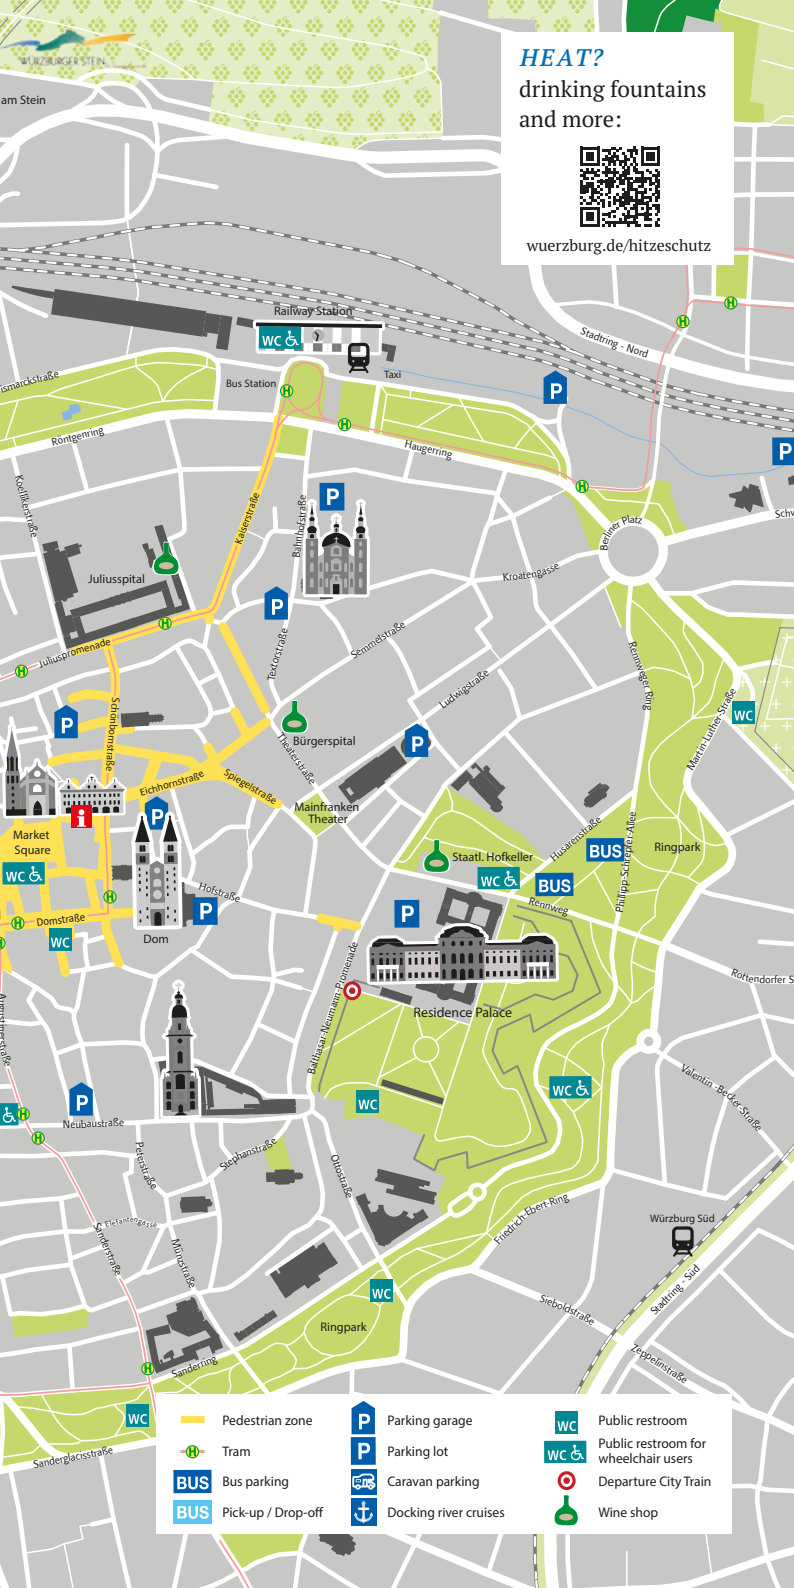 WÜRZBURGER STEIN
am Stein
HEAT?
drinking fountains
and more:
wuerzburg.de/hitzeschutz
Railway Station
WC
Stadtring - Nord
Taxi
Bus Station
H
H
H
H
H
P
P
ismarckstraße
Röntgenring
Haugerring
Koellikerstraße
Kaiserstraße
Bahnhofstraße
P
Berliner Platz
Schw
Kroatengasse
Juliusspital
P
H
Juliuspromenade
H
Textorstraße
Semmelstraße
Rennweger Ring
Ludwigstraße
Martin-Luther-Straße
WC
Schönbornstraße
P
Bürgerspital
Theaterstraße
P
Eichhornstraße
Spiegelstraße
Mainfranken
Theater
i
P
Market
Square
WC
Husarenstraße
BUS
Philipp-Schrepfer-Allee
Ringpark
Staatl. Hofkeller
WC
BUS
Rennweg
Hofstraße
P
P
H
H
Domstraße
WC
Dom
Balthasar-Neumann-Promenade
Residence Palace
Rottendorfer S
Augustinerstraße
WC
WC
Valentin-Becker-Straße
P
H
H
Neubaustraße
Peterstraße
Stephanstraße
Ottostraße
Friedrich-Ebert-Ring
Würzburg Süd
Elefantengasse
Sanderstraße
Münzstraße
WC
Stadtring - Süd
Sieboldstraße
Ringpark
Zeppelinstraße
H
Sanderring
WC
Sanderglacisstraße
Pedestrian zone
H Tram
BUS Bus parking
BUS Pick-up / Drop-off
P Parking garage
P Parking lot
Caravan parking
Docking river cruises
WC Public restroom
WC Public restroom for
wheelchair users
Departure City Train
Wine shop